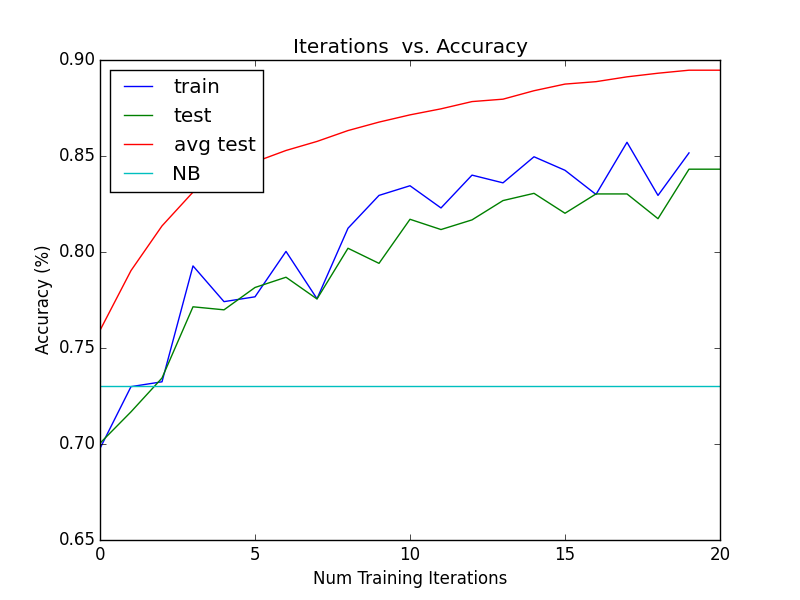 Iterations  vs. Accuracy
0.90
0.85
0.80
0.75
0.70
0.65
Accuracy (%)
train
test
avg test
NB
0
5
10
15
20
Num Training Iterations